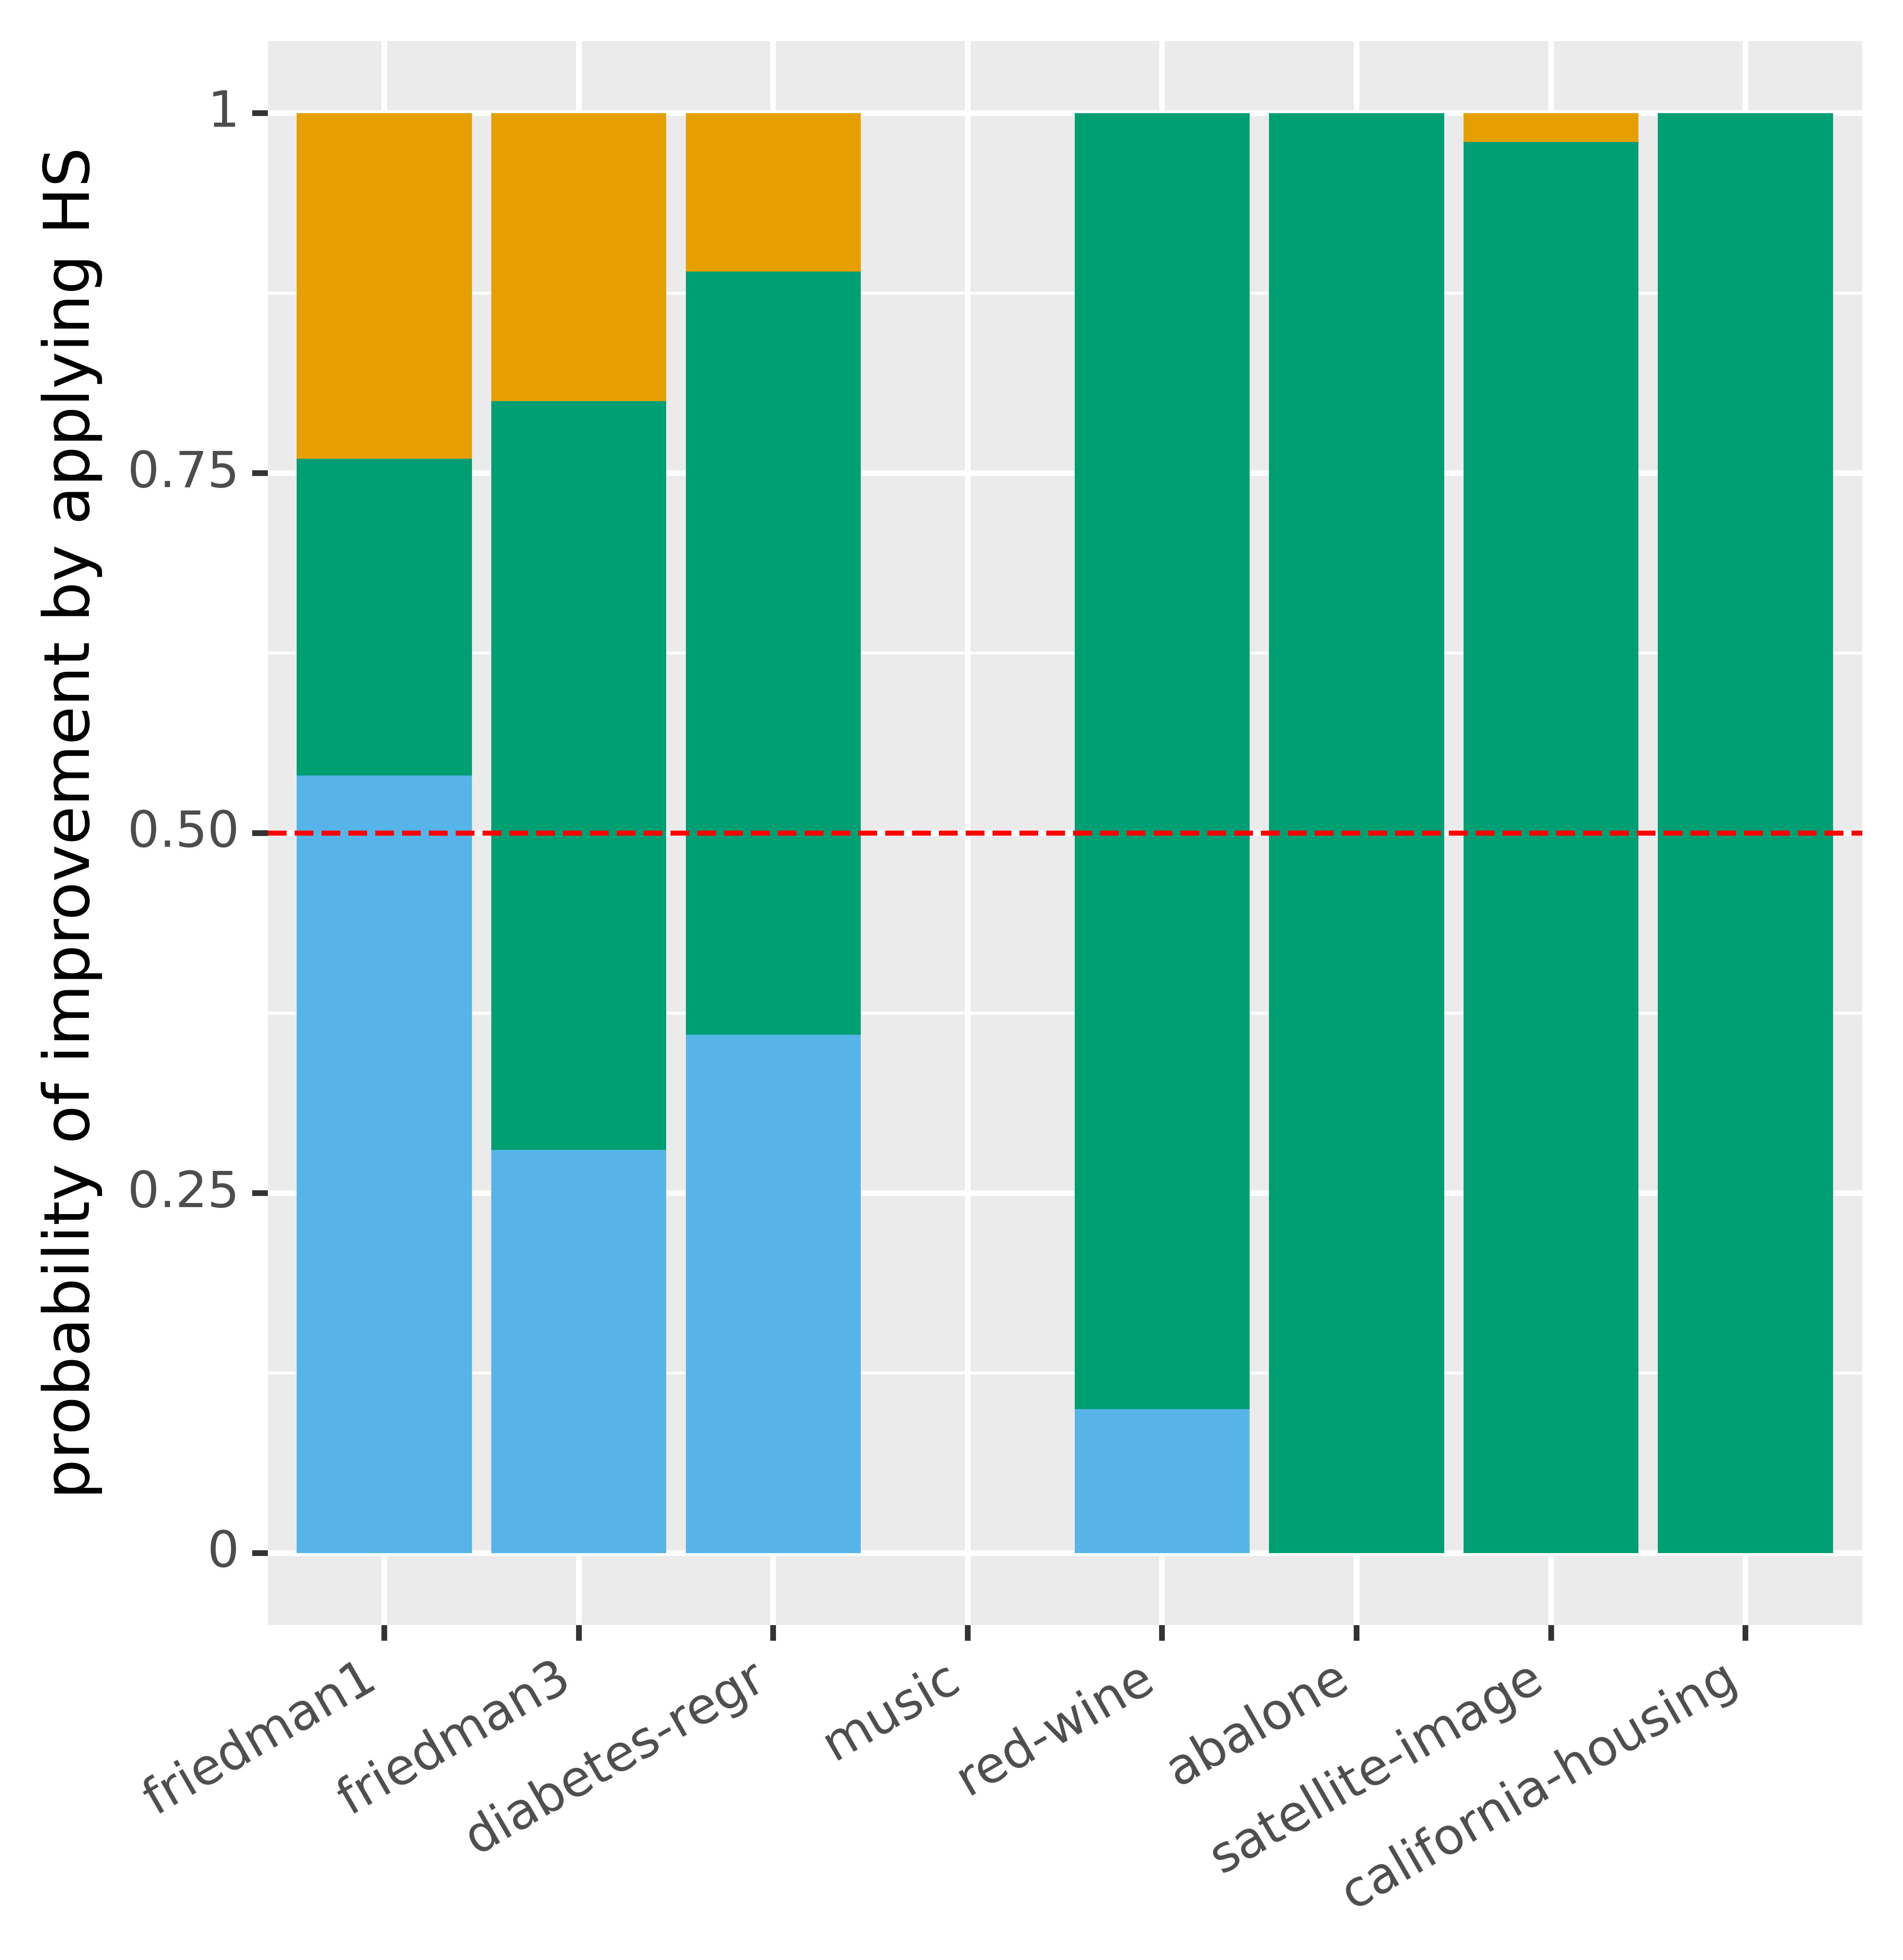 probability of improvement by applying HS
1
0.75
0.50
0.25
0
friedman1
friedman3
diabetes-regr
music
red-wine
abalone
satellite-image
california-housing